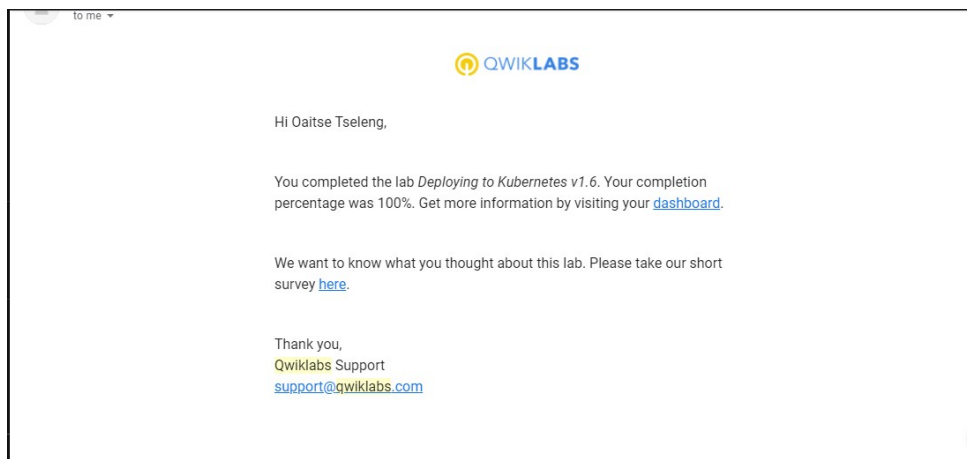 to me
QWIKLABS
Hi Oaitse Tseleng,
You completed the lab Deploying to Kubernetes v1.6. Your completion
percentage was 100%. Get more information by visiting your dashboard.
We want to know what you thought about this lab. Please take our short
survey here.
Thank you,
Qwiklabs Support
support@qwiklabs.com